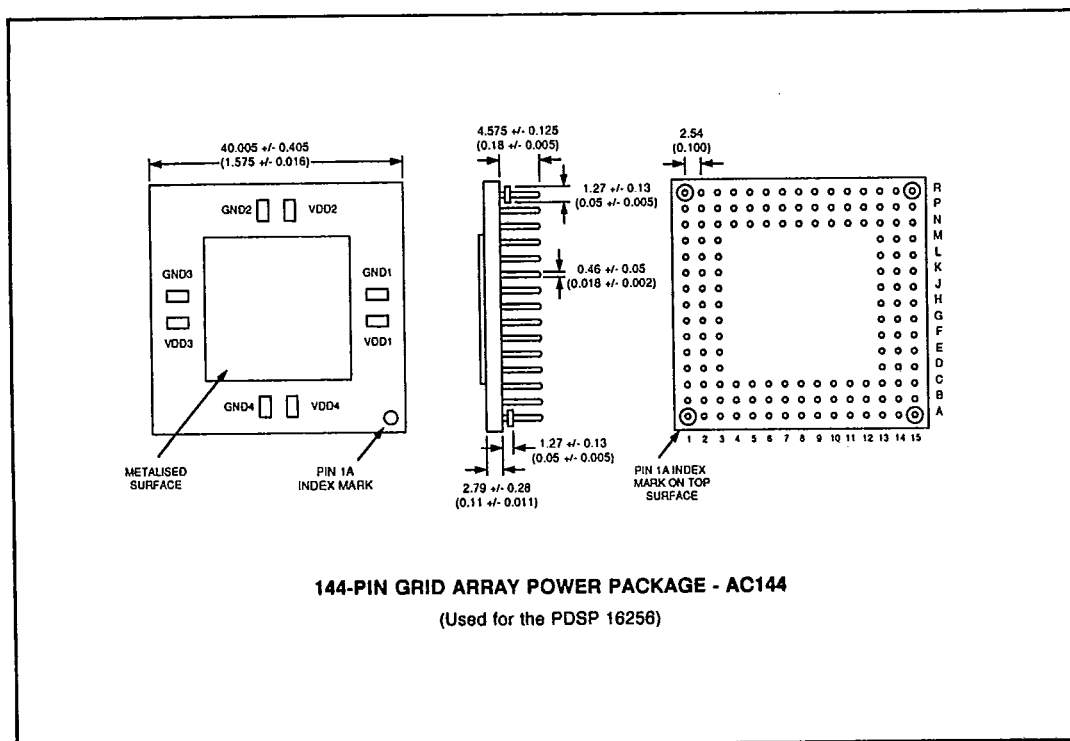 40.005 +/- 0.405
(1.575 +/- 0.016)
GND2
VDD2
GND3
GND1
VDD3
VDD1
GND4
VDD4
METALISED
SURFACE
PIN 1A
INDEX MARK
4.575 +/- 0.125
(0.18 +/- 0.005)
1.27 +/- 0.13
(0.05 +/- 0.005)
0.46 +/- 0.05
(0.018 +/- 0.002)
1.27 +/- 0.13
(0.05 +/- 0.005)
2.79 +/- 0.28
(0.11 +/- 0.011)
2.54
(0.100)
R
P
N
M
L
K
J
H
G
F
E
D
C
B
A
1 2 3 4 5 6 7 8 9 10 11 12 13 14 15
PIN 1A INDEX
MARK ON TOP
SURFACE
144-PIN GRID ARRAY POWER PACKAGE - AC144
(Used for the PDSP 16256)